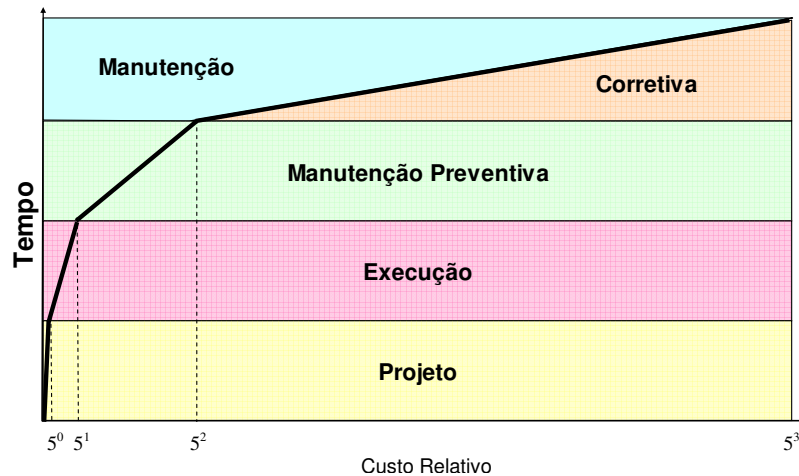 Manutenção
Corretiva
Manutenção Preventiva
Execução
Projeto
Tempo
5⁰ 5¹ 5² 5³
Custo Relativo